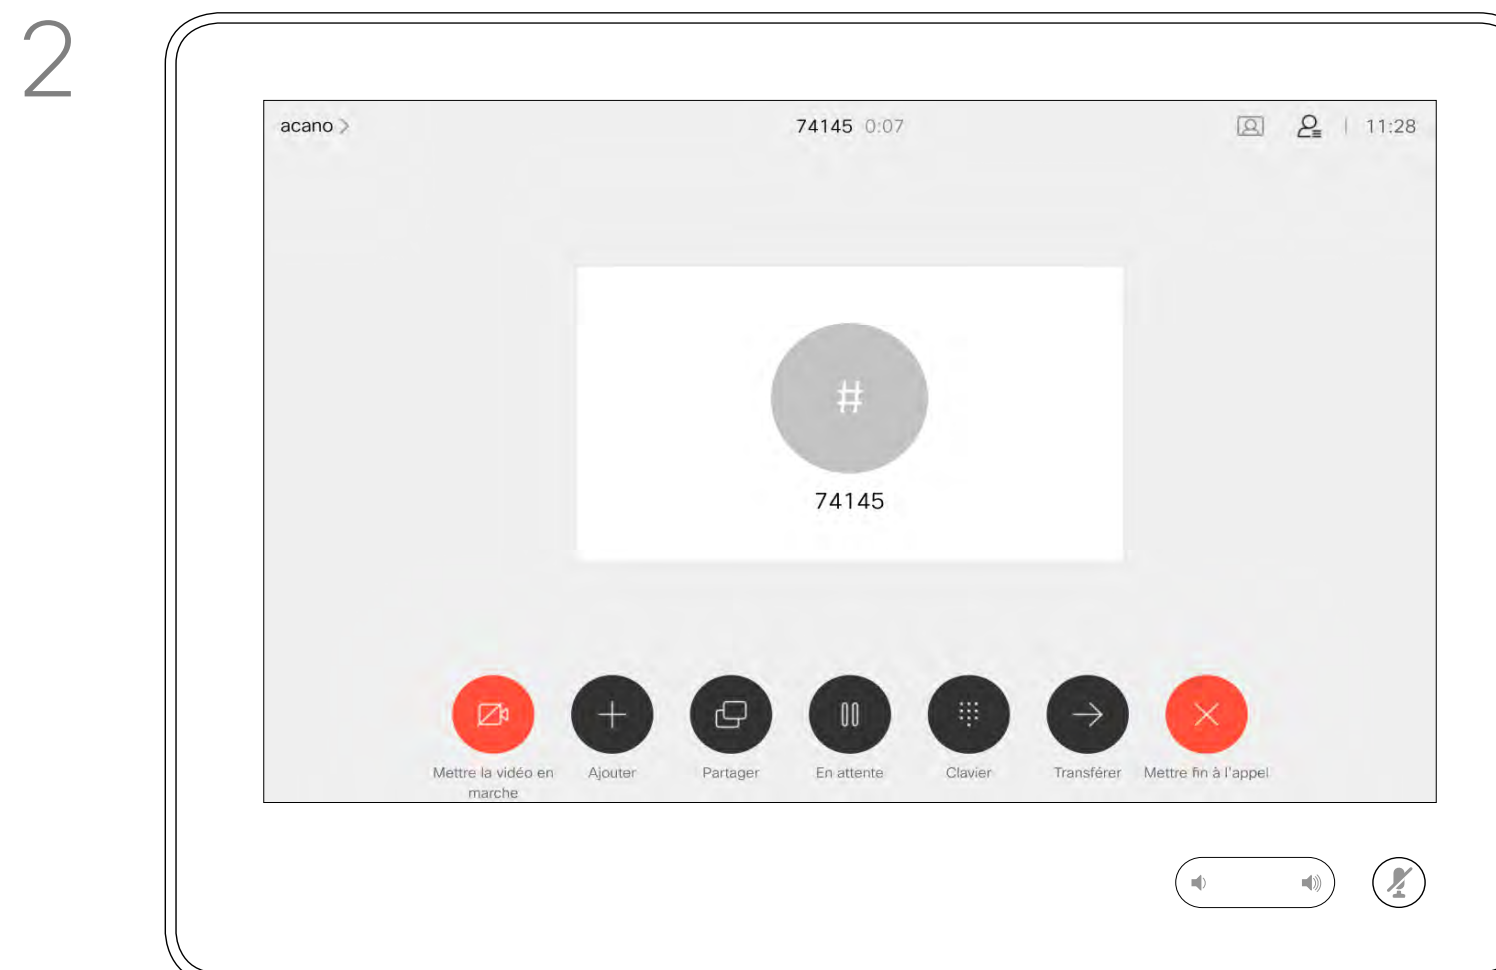 2
acano
74145 0:07
11:28
#
74145
Mettre la vidéo en
marche
Ajouter
Partager
En attente
Clavier
Transférer
Mettre fin à l'appel